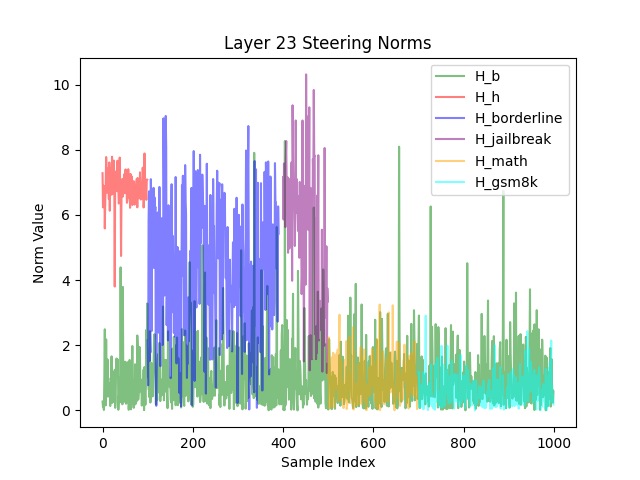 Layer 23 Steering Norms
Norm Value
10
8
6
4
2
0
H_b
H_h
H_borderline
H_jailbreak
H_math
H_gsm8k
0
200
400
600
800
1000
Sample Index